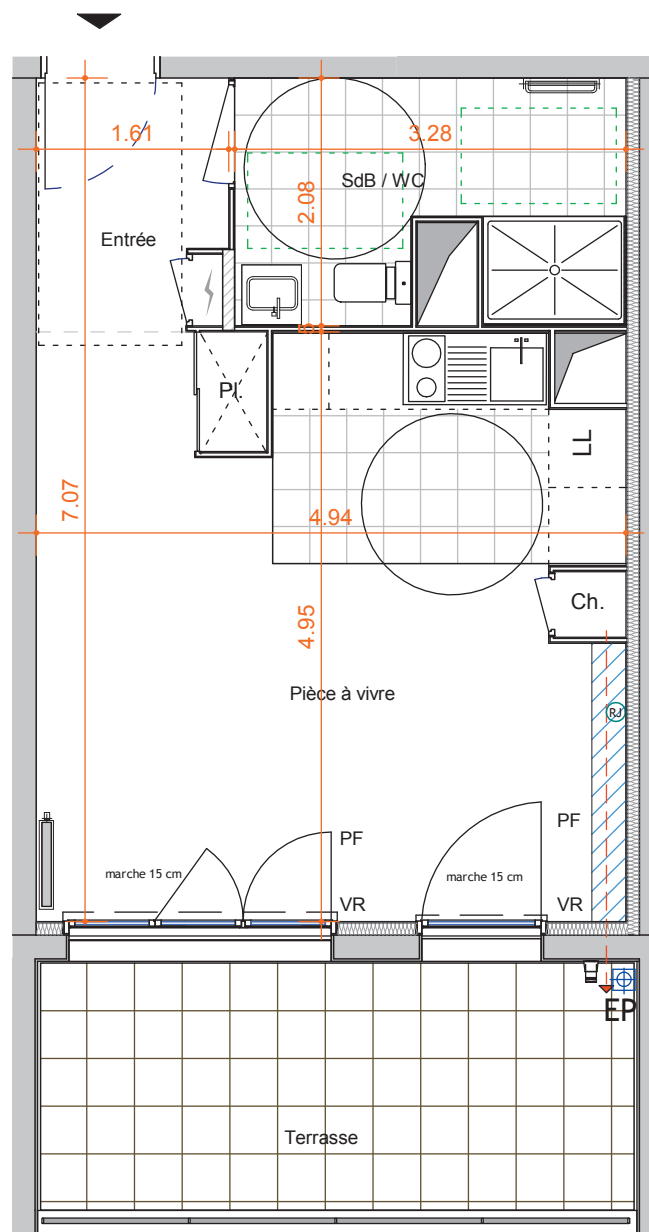 1.61
3.28
SdB / WC
2.08
Entrée
Pl.
LL
7.07
4.94
Ch.
4.95
Pièce à vivre
RJ
PF
PF
marche 15 cm
marche 15 cm
VR
VR
EP
Terrasse